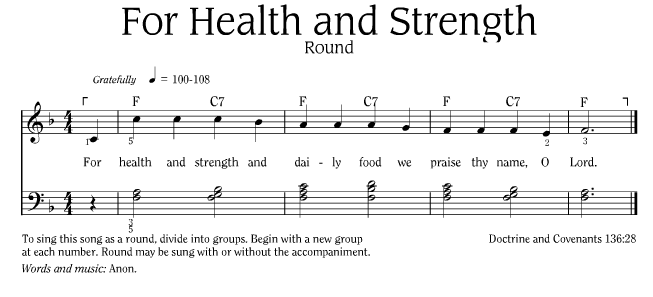 For Health and Strength
Round
Gratefully ♩ = 100-108
F C7 F C7 F C7 F
1 5 2 3
For health and strength and dai - ly food we praise thy name, O Lord.
3
5
To sing this song as a round, divide into groups. Begin with a new group
at each number. Round may be sung with or without the accompaniment.
Doctrine and Covenants 136:28
Words and music: Anon.